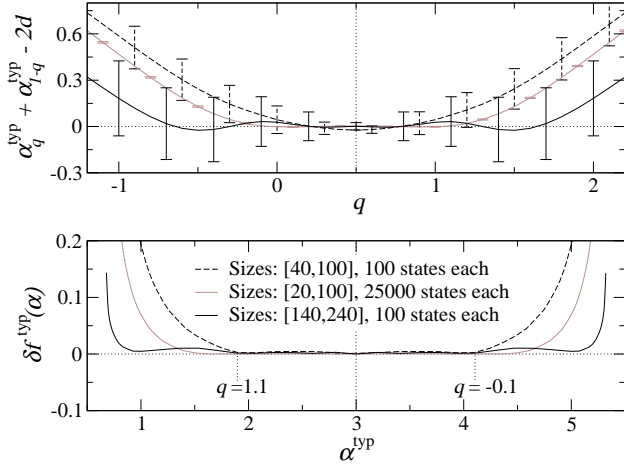 0.6
0.3
0
-0.3
α_q^typ + α_1-q^typ - 2d
-1 0 1 2
q
0.2
0.1
0
-0.1
δf^typ(α)
Sizes: [40,100], 100 states each
Sizes: [20,100], 25000 states each
Sizes: [140,240], 100 states each
q=1.1 q= -0.1
1 2 3 4 5
α^typ